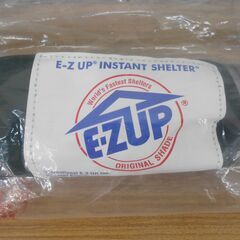 E-Z UP® INSTANT SHELTER®
World's Fastest Shelters
E-Z UP®
ORIGINAL SHADE